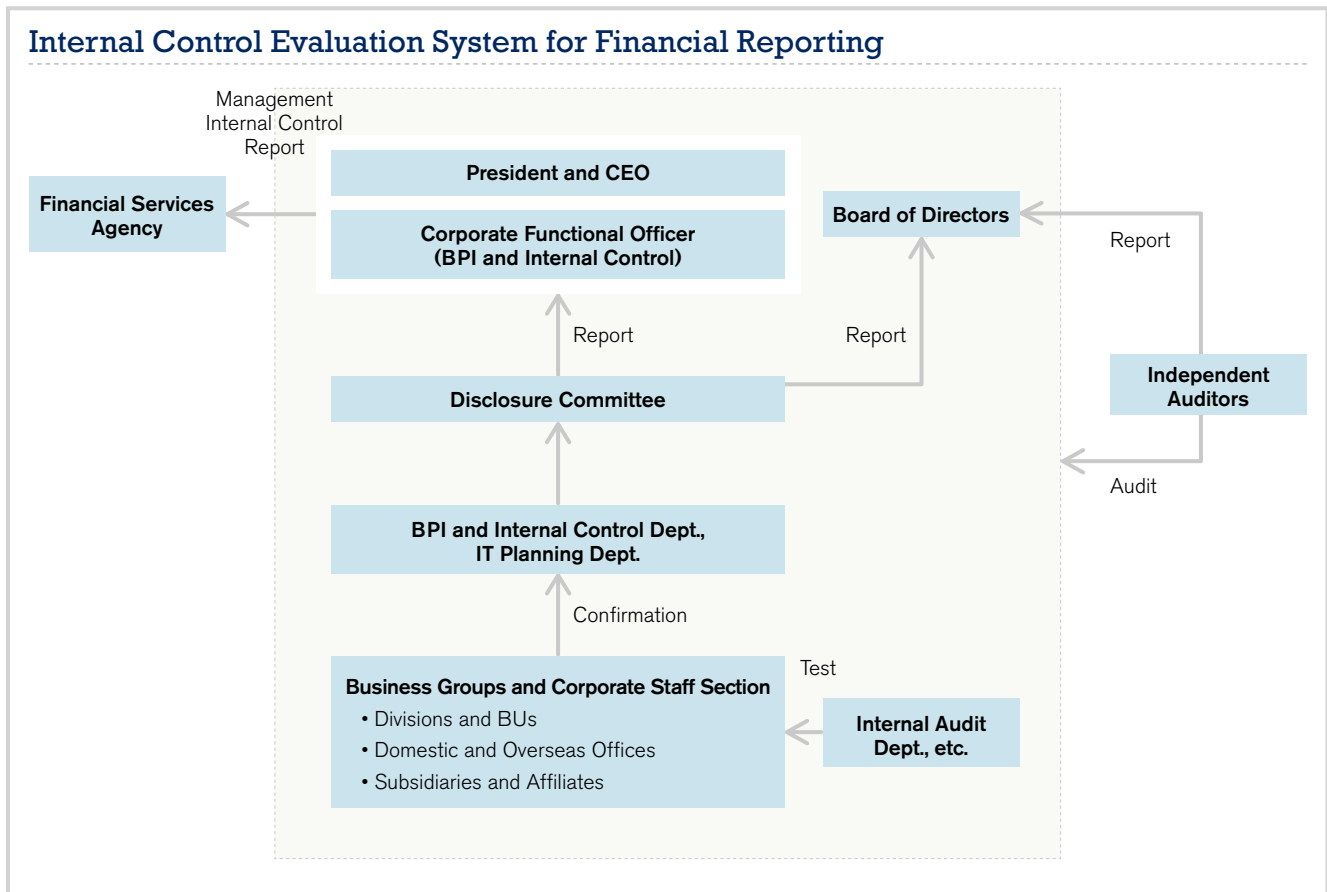 Internal Control Evaluation System for Financial Reporting
Management
Internal Control
Report
President and CEO
Financial Services
Agency
Corporate Functional Officer
(BPI and Internal Control)
Board of Directors
Report
Report
Report
Disclosure Committee
Independent
Auditors
Audit
BPI and Internal Control Dept.,
IT Planning Dept.
Confirmation
Business Groups and Corporate Staff Section
• Divisions and BUs
• Domestic and Overseas Offices
• Subsidiaries and Affiliates
Test
Internal Audit
Dept., etc.